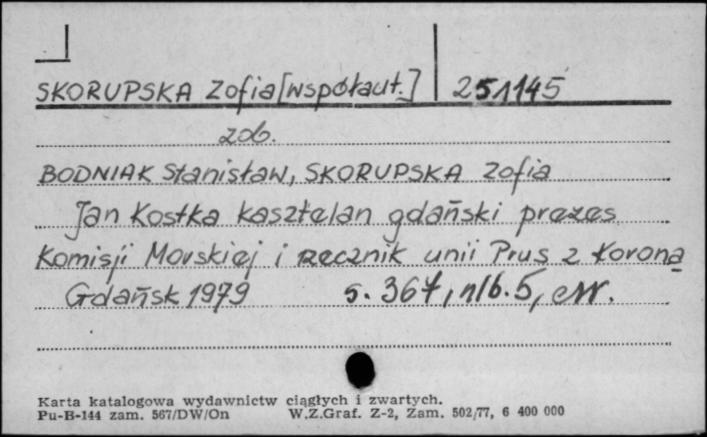 SKORUPSKA Zofia [współaut.] 251145
zob.
BODNIAK Stanisław, SKORUPSKA Zofia
Jan Kostka kasztelan gdański prezes
Komisji Morskiej i rzecznik unii Prus z Koroną
Gdańsk 1979 s. 367, nlb. 5,
Karta katalogowa wydawnictw ciągłych i zwartych.
Pu-B-144 zam. 567/DW/On W.Z.Graf. Z-2, Zam. 502/77, 6 400 000